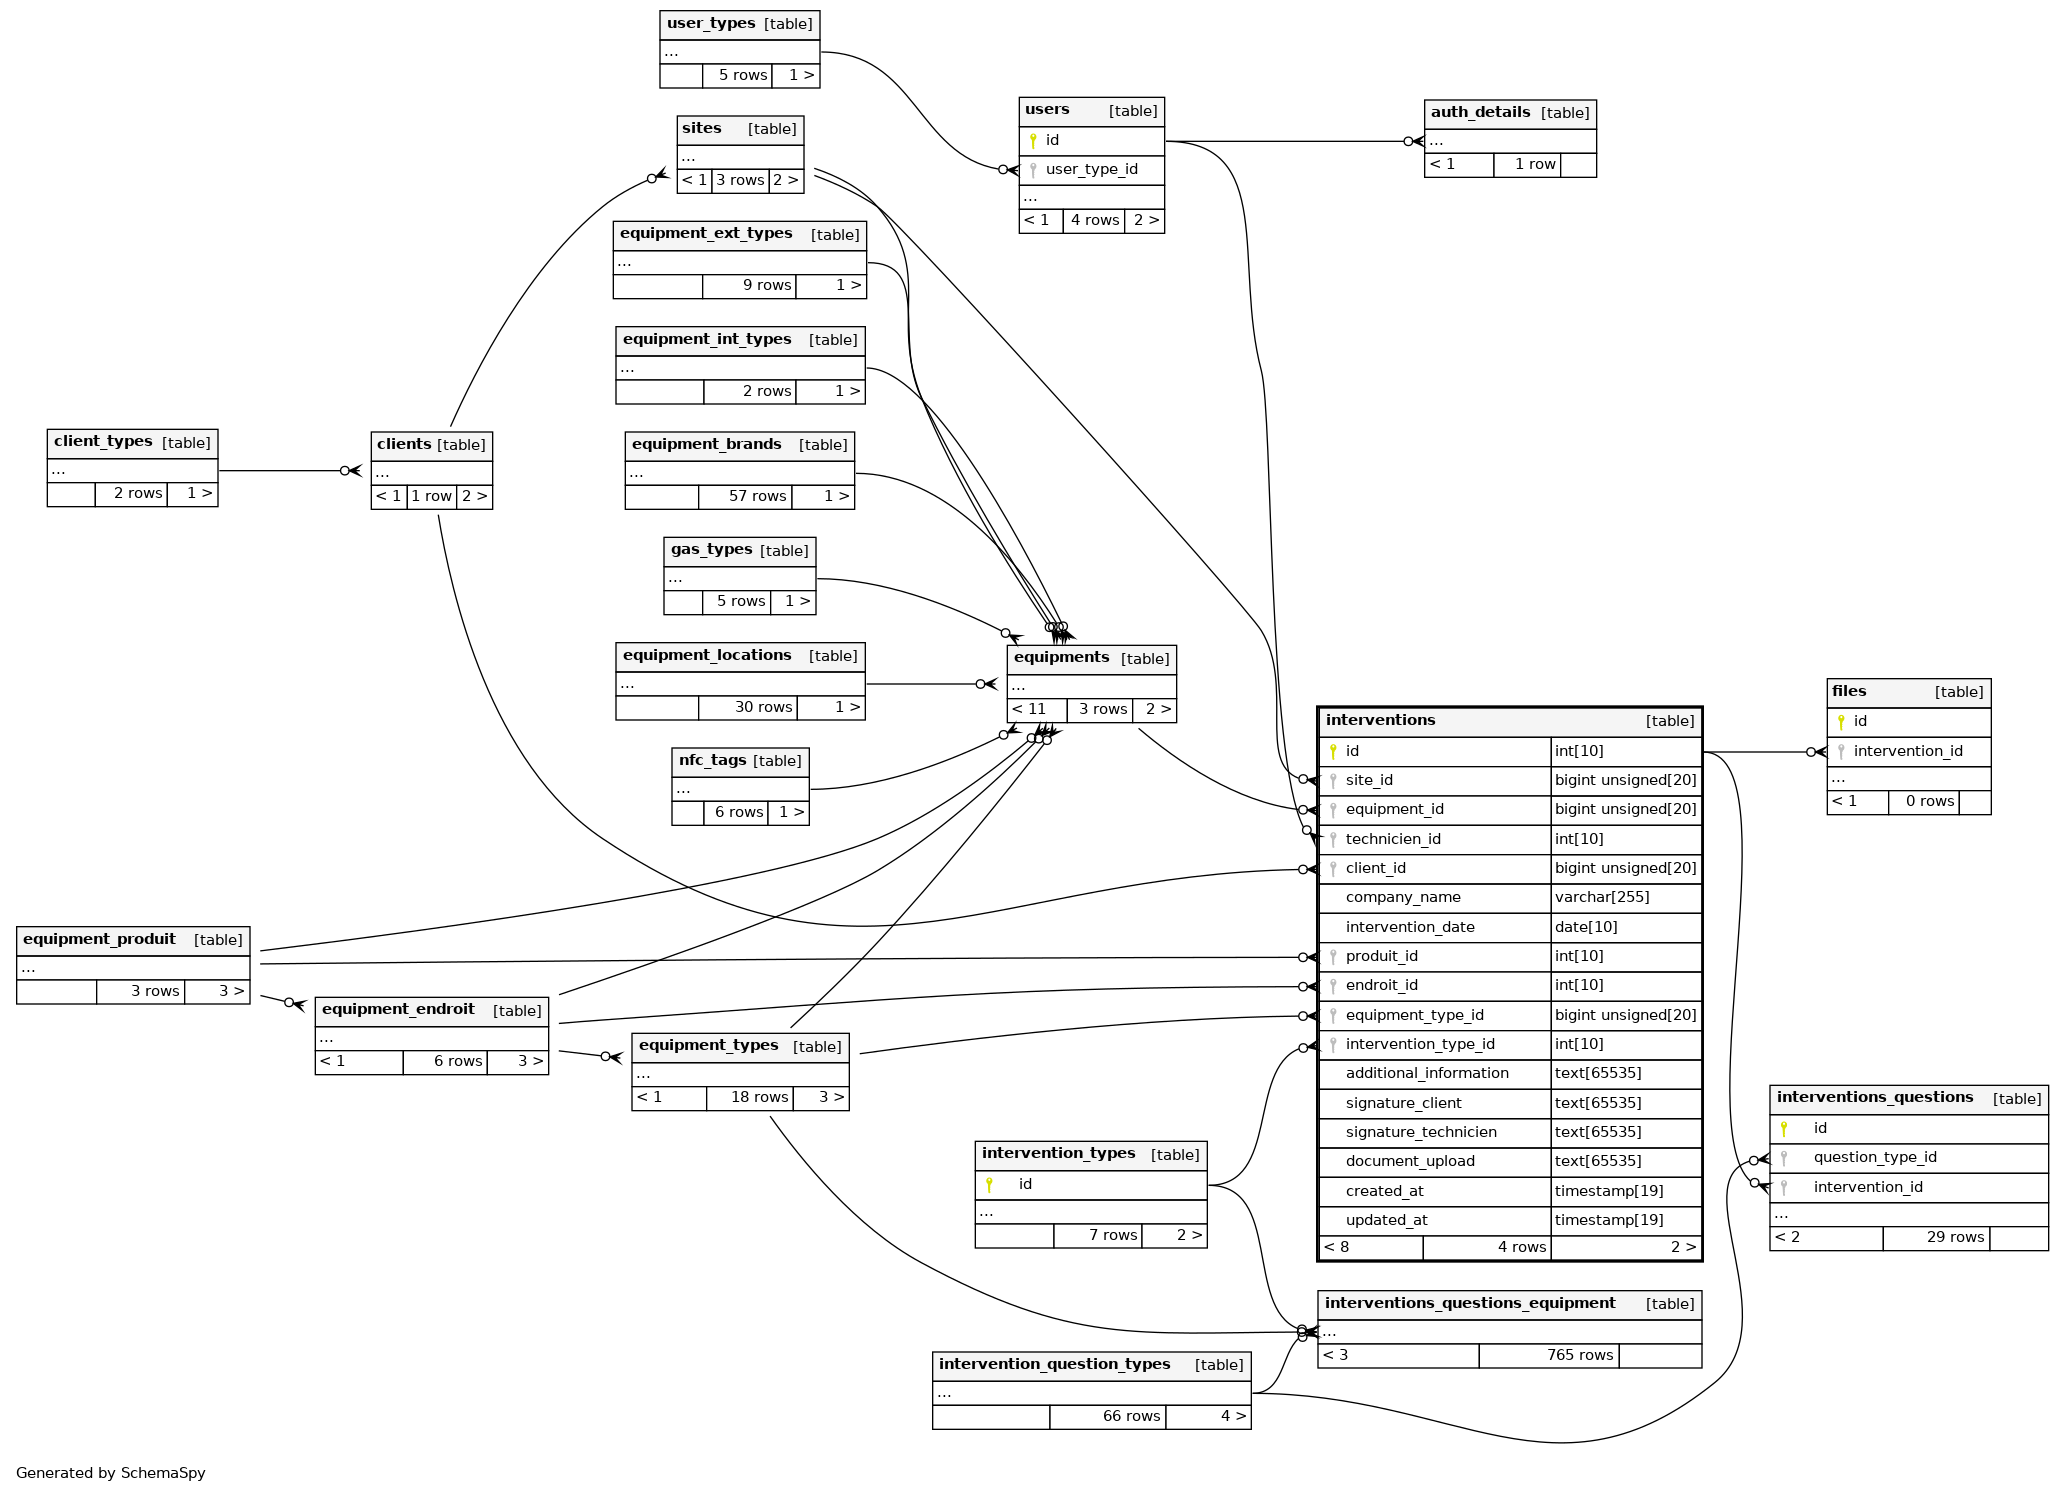 user_types [table]
...
5 rows 1 >
sites [table]
...
< 1 3 rows 2 >
users [table]
id
user_type_id
...
< 1 4 rows 2 >
auth_details [table]
...
< 1 1 row
equipment_ext_types [table]
...
9 rows 1 >
equipment_int_types [table]
...
2 rows 1 >
client_types [table]
...
2 rows 1 >
clients [table]
...
< 1 1 row 2 >
equipment_brands [table]
...
57 rows 1 >
gas_types [table]
...
5 rows 1 >
equipment_locations [table]
...
30 rows 1 >
equipments [table]
...
< 11 3 rows 2 >
nfc_tags [table]
...
6 rows 1 >
interventions [table]
id int[10]
site_id bigint unsigned[20]
equipment_id bigint unsigned[20]
technicien_id int[10]
client_id bigint unsigned[20]
company_name varchar[255]
intervention_date date[10]
produit_id int[10]
endroit_id int[10]
equipment_type_id bigint unsigned[20]
intervention_type_id int[10]
additional_information text[65535]
signature_client text[65535]
signature_technicien text[65535]
document_upload text[65535]
created_at timestamp[19]
updated_at timestamp[19]
< 8 4 rows 2 >
files [table]
id
intervention_id
...
< 1 0 rows
equipment_produit [table]
...
3 rows 3 >
equipment_endroit [table]
...
< 1 6 rows 3 >
equipment_types [table]
...
< 1 18 rows 3 >
interventions_questions [table]
id
question_type_id
intervention_id
...
< 2 29 rows
intervention_types [table]
id
...
7 rows 2 >
interventions_questions_equipment [table]
...
< 3 765 rows
intervention_question_types [table]
...
66 rows 4 >
Generated by SchemaSpy